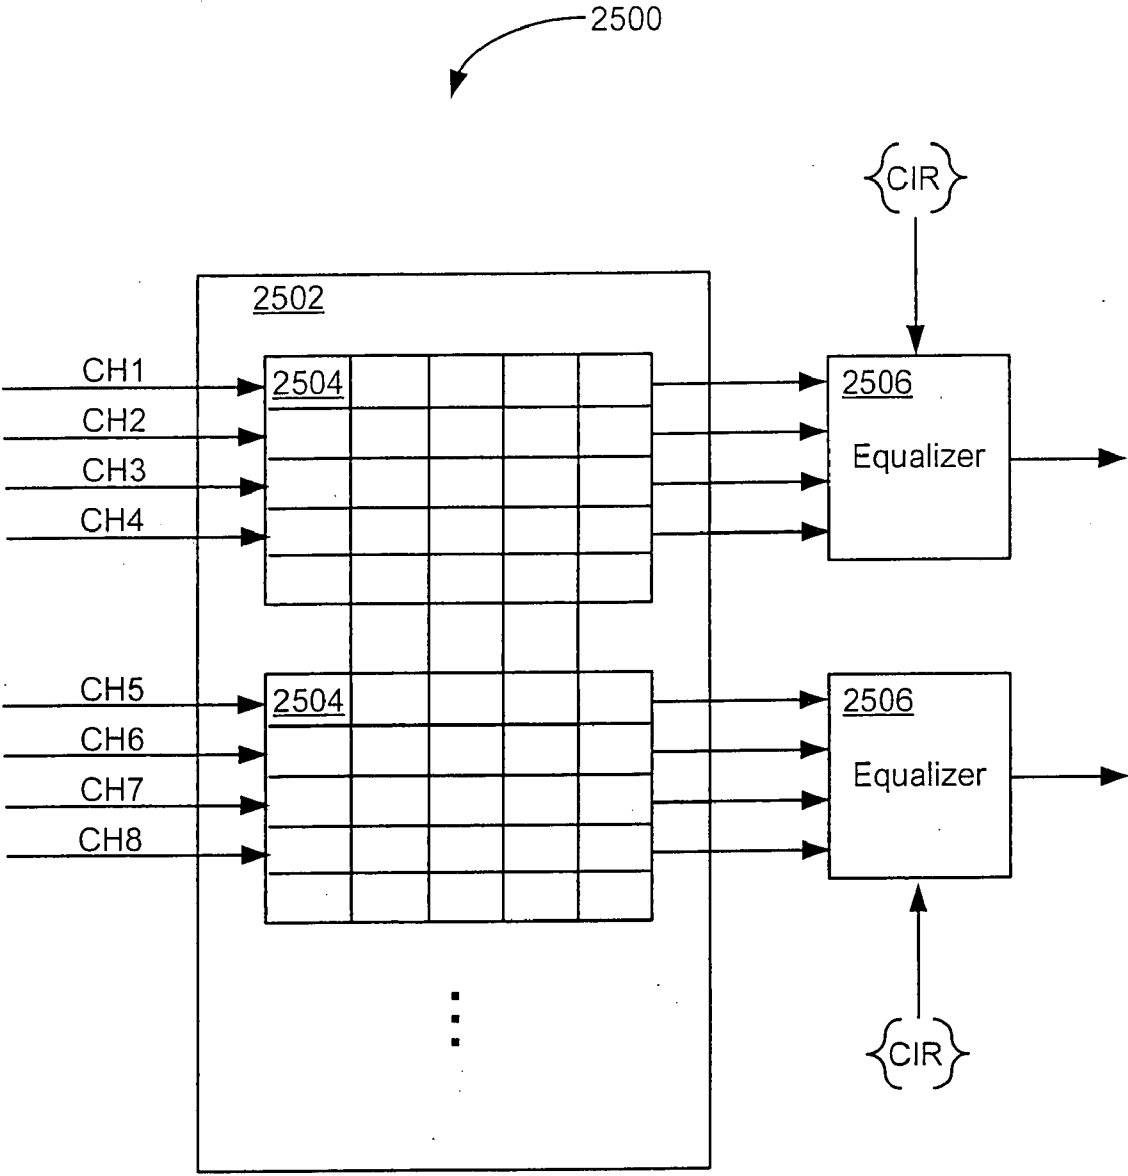 2500
{CIR}
2502
CH1
2504
2506
CH2
Equalizer
CH3
CH4
CH5
2504
2506
CH6
Equalizer
CH7
CH8
{CIR}